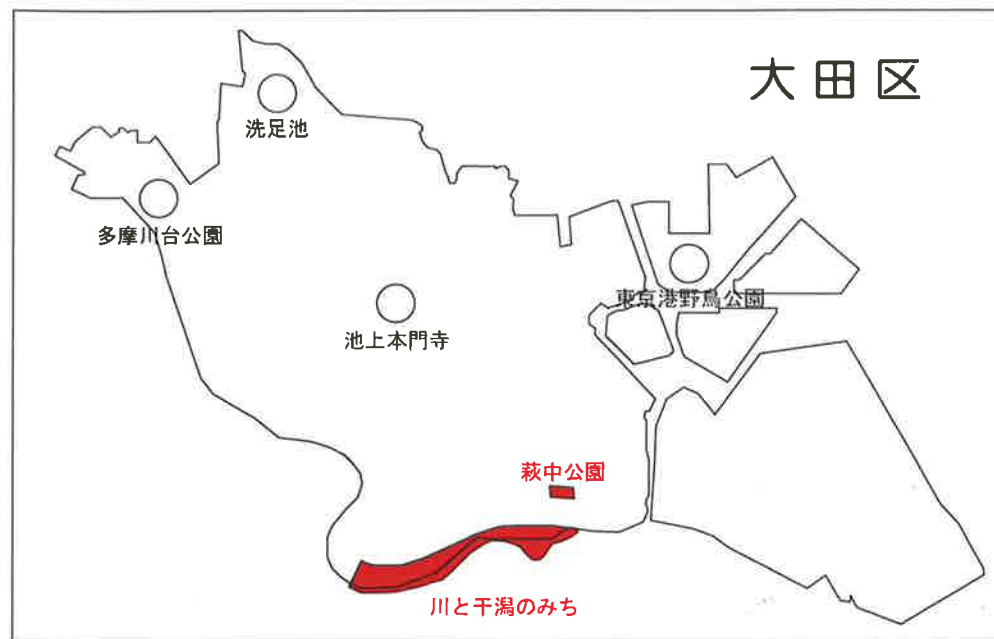 大田区
洗足池
多摩川台公園
東京港野鳥公園
池上本門寺
萩中公園
川と干潟のみち